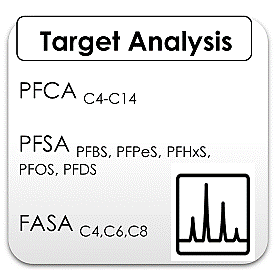 Target Analysis
PFCA C4-C14
PFSA PFBS, PFPeS, PFHxS,
PFOS, PFDS
FASA C4,C6,C8